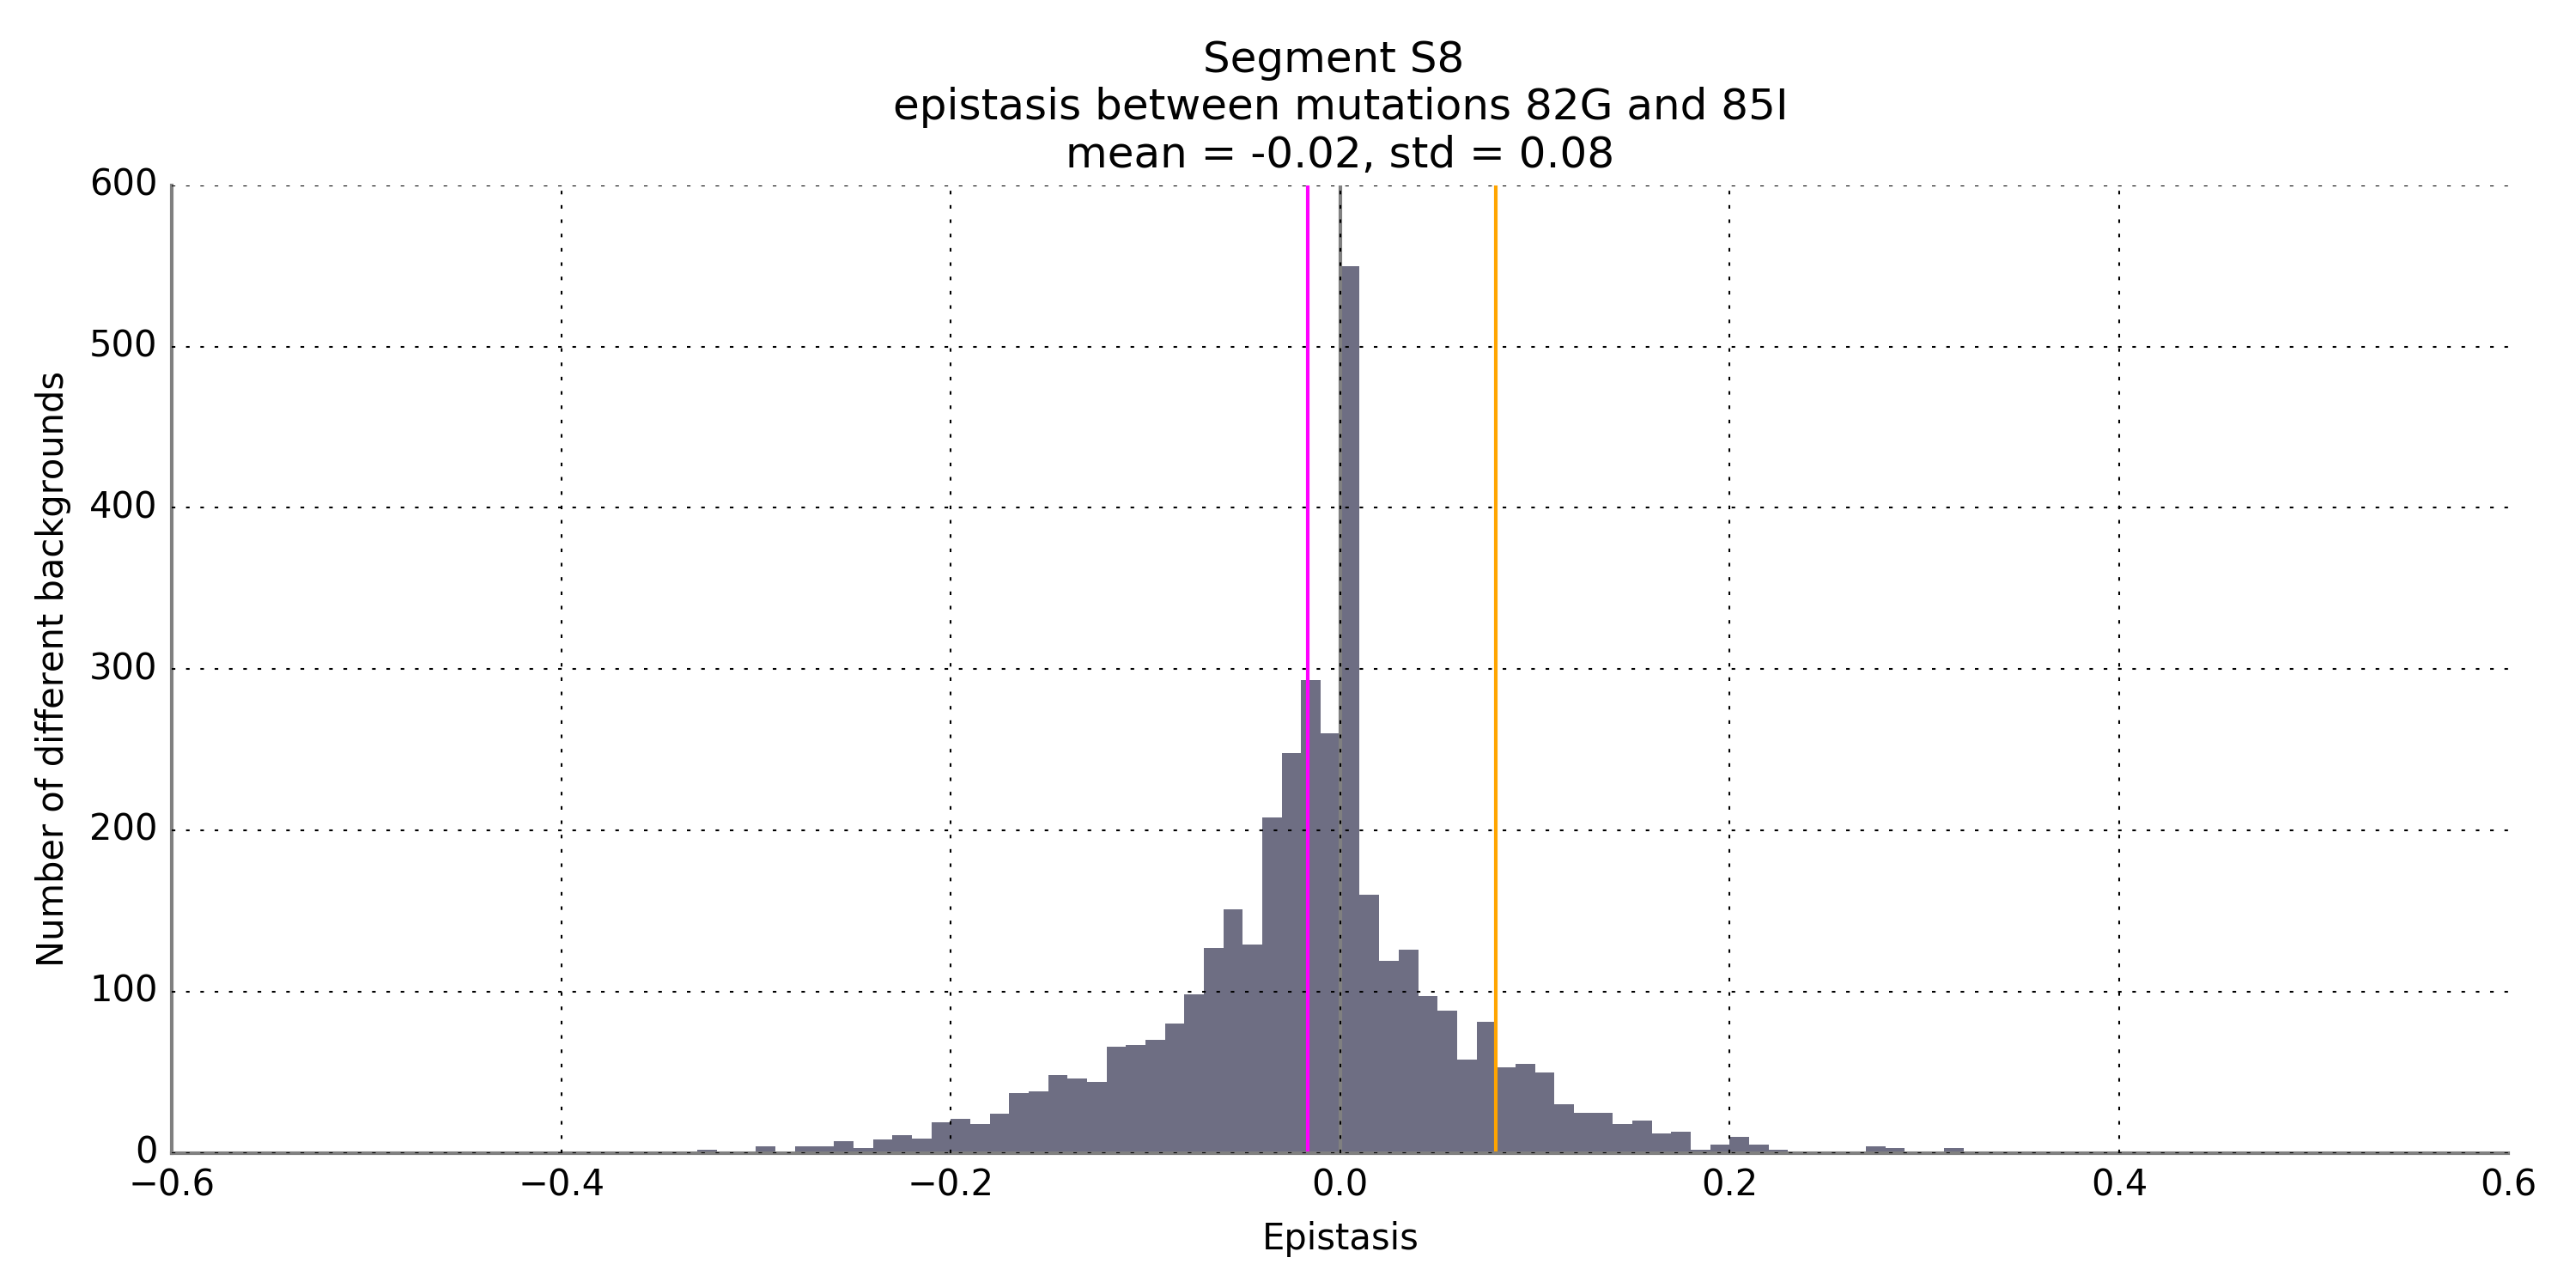 Segment S8
epistasis between mutations 82G and 85I
mean = -0.02, std = 0.08
600
500
400
300
200
100
0
Number of different backgrounds
−0.6 −0.4 −0.2 0.0 0.2 0.4 0.6
Epistasis